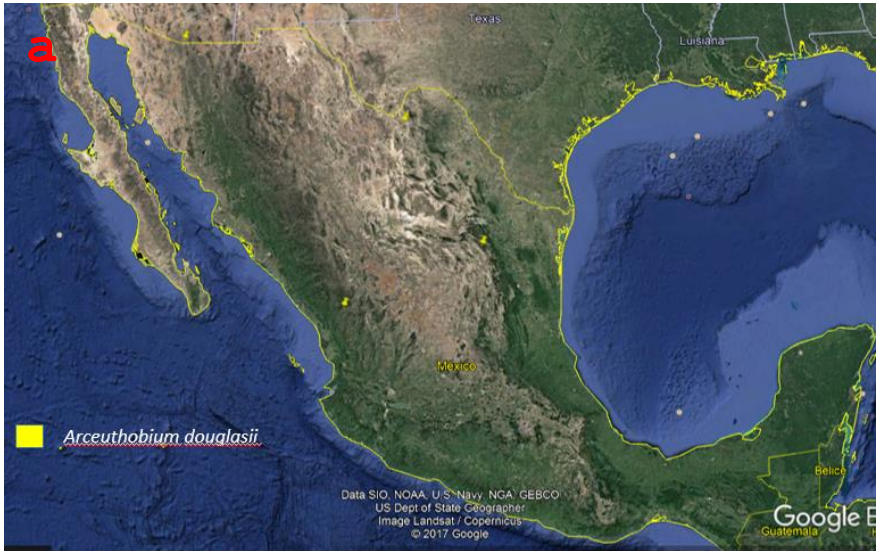 a
Texas
Louisiana
Mexico
Arceuthobium douglasii
Belice
Data SIO, NOAA, U.S. Navy, NGA, GEBCO
US Dept of State Geographer
Image Landsat / Copernicus
© 2017 Google
Google E
Guatemala